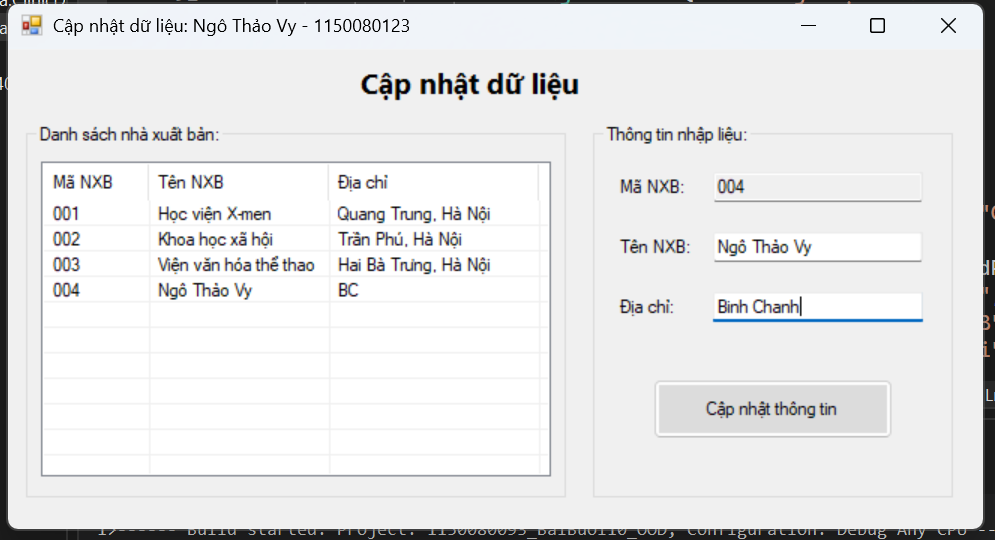 Cập nhật dữ liệu: Ngô Thảo Vy - 1150080123
Cập nhật dữ liệu
Danh sách nhà xuất bản:
Mã NXB Tên NXB Địa chỉ
001 Học viện X-men Quang Trung, Hà Nội
002 Khoa học xã hội Trần Phú, Hà Nội
003 Viện văn hóa thể thao Hai Bà Trưng, Hà Nội
004 Ngô Thảo Vy BC
Thông tin nhập liệu:
Mã NXB: 004
Tên NXB: Ngô Thảo Vy
Địa chỉ: Binh Chanh
Cập nhật thông tin